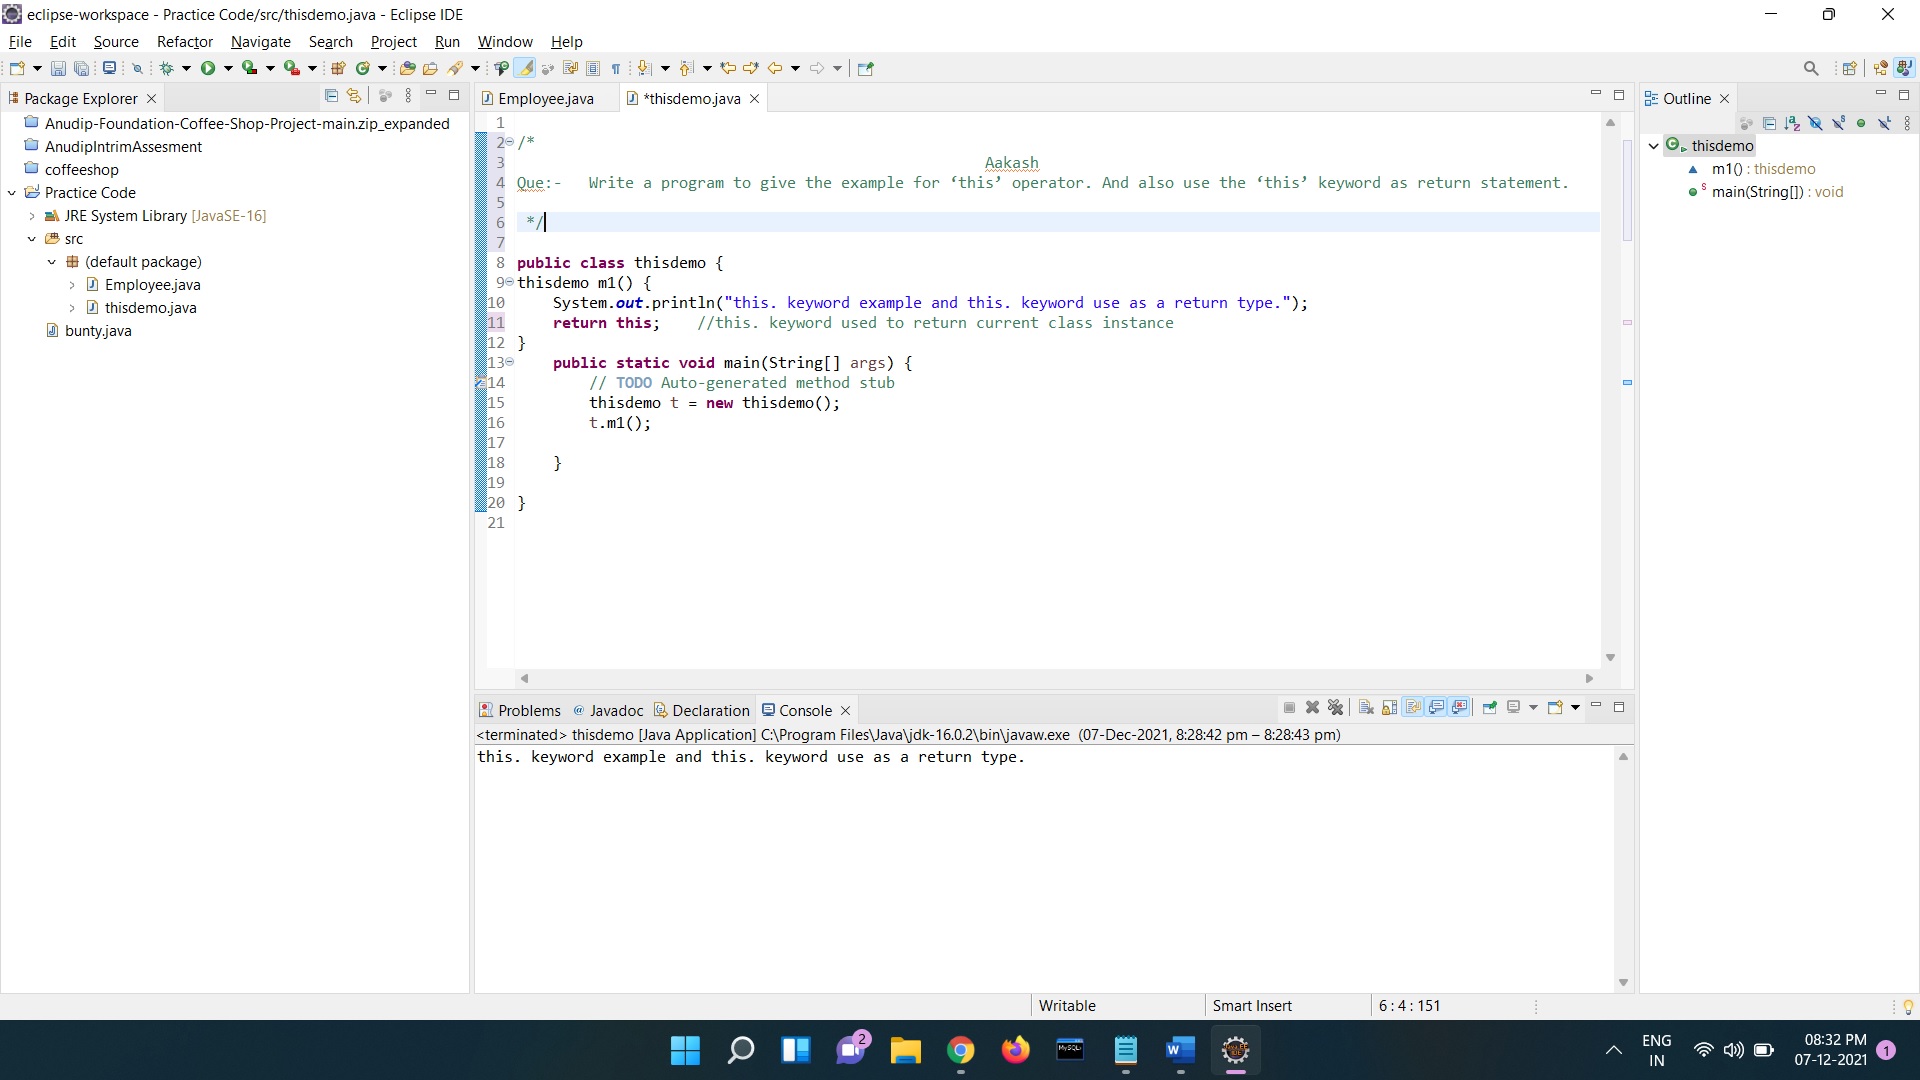 eclipse-workspace - Practice Code/src/thisdemo.java - Eclipse IDE
File Edit Source Refactor Navigate Search Project Run Window Help
Package Explorer
Anudip-Foundation-Coffee-Shop-Project-main.zip_expanded
AnudipIntrimAssesment
coffeeshop
Practice Code
JRE System Library [JavaSE-16]
src
(default package)
Employee.java
thisdemo.java
bunty.java
Employee.java *thisdemo.java
1
2 /*
3 Aakash
4 Que:- Write a program to give the example for ‘this’ operator. And also use the ‘this’ keyword as return statement.
5
6 */
7
8 public class thisdemo {
9 thisdemo m1() {
10 System.out.println("this. keyword example and this. keyword use as a return type.");
11 return this; //this. keyword used to return current class instance
12 }
13 public static void main(String[] args) {
14 // TODO Auto-generated method stub
15 thisdemo t = new thisdemo();
16 t.m1();
17
18 }
19
20 }
21
Problems Javadoc Declaration Console
<terminated> thisdemo [Java Application] C:\Program Files\Java\jdk-16.0.2\bin\javaw.exe (07-Dec-2021, 8:28:42 pm – 8:28:43 pm)
this. keyword example and this. keyword use as a return type.
Outline
thisdemo
m1() : thisdemo
main(String[]) : void
Writable Smart Insert 6 : 4 : 151
2
ENG
IN
08:32 PM
07-12-2021
1